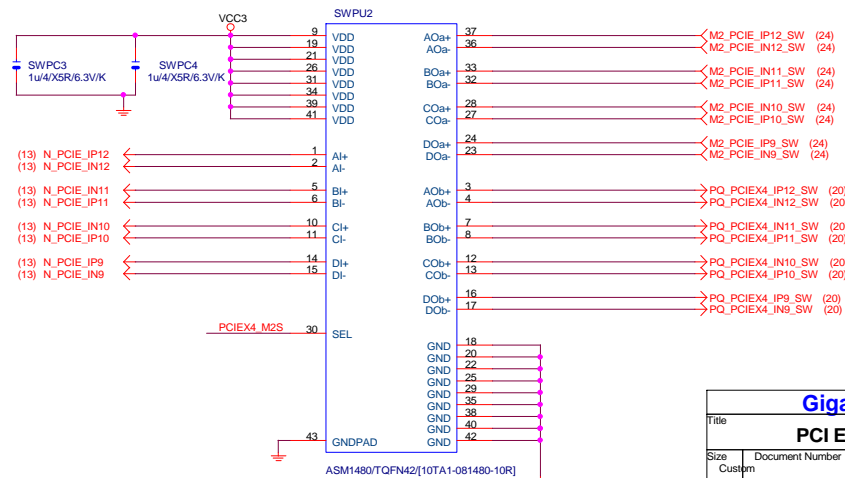 SWPU2
VCC3
SWPC3
1u/4/X5R/6.3V/K
SWPC4
1u/4/X5R/6.3V/K
9 VDD
19 VDD
21 VDD
26 VDD
31 VDD
34 VDD
39 VDD
41 VDD
AOa+ 37 M2_PCIE_IP12_SW (24)
AOa- 36 M2_PCIE_IN12_SW (24)
BOa+ 33 M2_PCIE_IN11_SW (24)
BOa- 32 M2_PCIE_IP11_SW (24)
COa+ 28 M2_PCIE_IN10_SW (24)
COa- 27 M2_PCIE_IP10_SW (24)
DOa+ 24 M2_PCIE_IP9_SW (24)
DOa- 23 M2_PCIE_IN9_SW (24)
(13) N_PCIE_IP12 1 AI+
(13) N_PCIE_IN12 2 AI-
(13) N_PCIE_IN11 5 BI+
(13) N_PCIE_IP11 6 BI-
(13) N_PCIE_IN10 10 CI+
(13) N_PCIE_IP10 11 CI-
(13) N_PCIE_IP9 14 DI+
(13) N_PCIE_IN9 15 DI-
AOb+ 3 PQ_PCIEX4_IP12_SW (20)
AOb- 4 PQ_PCIEX4_IN12_SW (20
BOb+ 7 PQ_PCIEX4_IN11_SW (20
BOb- 8 PQ_PCIEX4_IP11_SW (20)
COb+ 12 PQ_PCIEX4_IN10_SW (20
COb- 13 PQ_PCIEX4_IP10_SW (20)
DOb+ 16 PQ_PCIEX4_IP9_SW (20)
DOb- 17 PQ_PCIEX4_IN9_SW (20)
PCIEX4_M2S 30 SEL
GND 18
GND 20
GND 22
GND 25
GND 29
GND 35
GND 38
GND 40
GND 42
43 GNDPAD
ASM1480/TQFN42/[10TA1-081480-10R]
Giga
Title
PCI E
Size Document Number
Custom